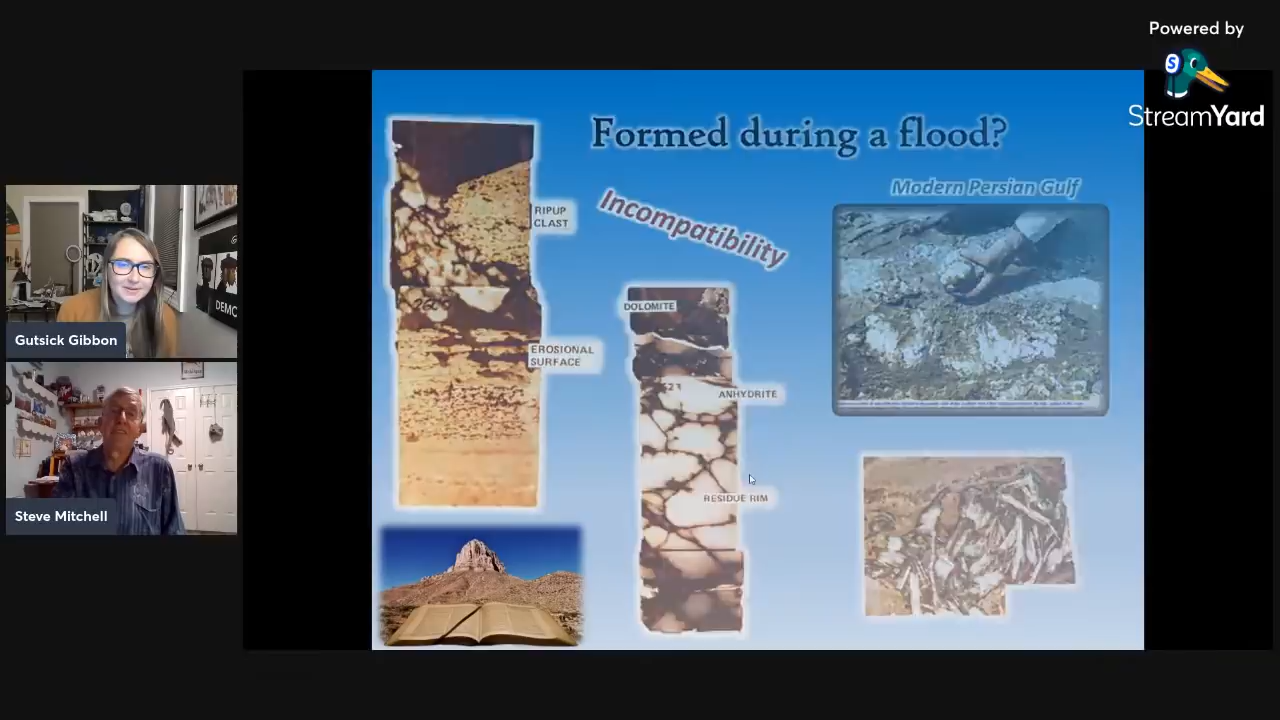 Powered by
StreamYard
Formed during a flood?
Modern Persian Gulf
Incompatibility
RIPUP
CLAST
DOLOMITE
EROSIONAL
SURFACE
ANHYDRITE
RESIDUE RIM
Gutsick Gibbon
Steve Mitchell